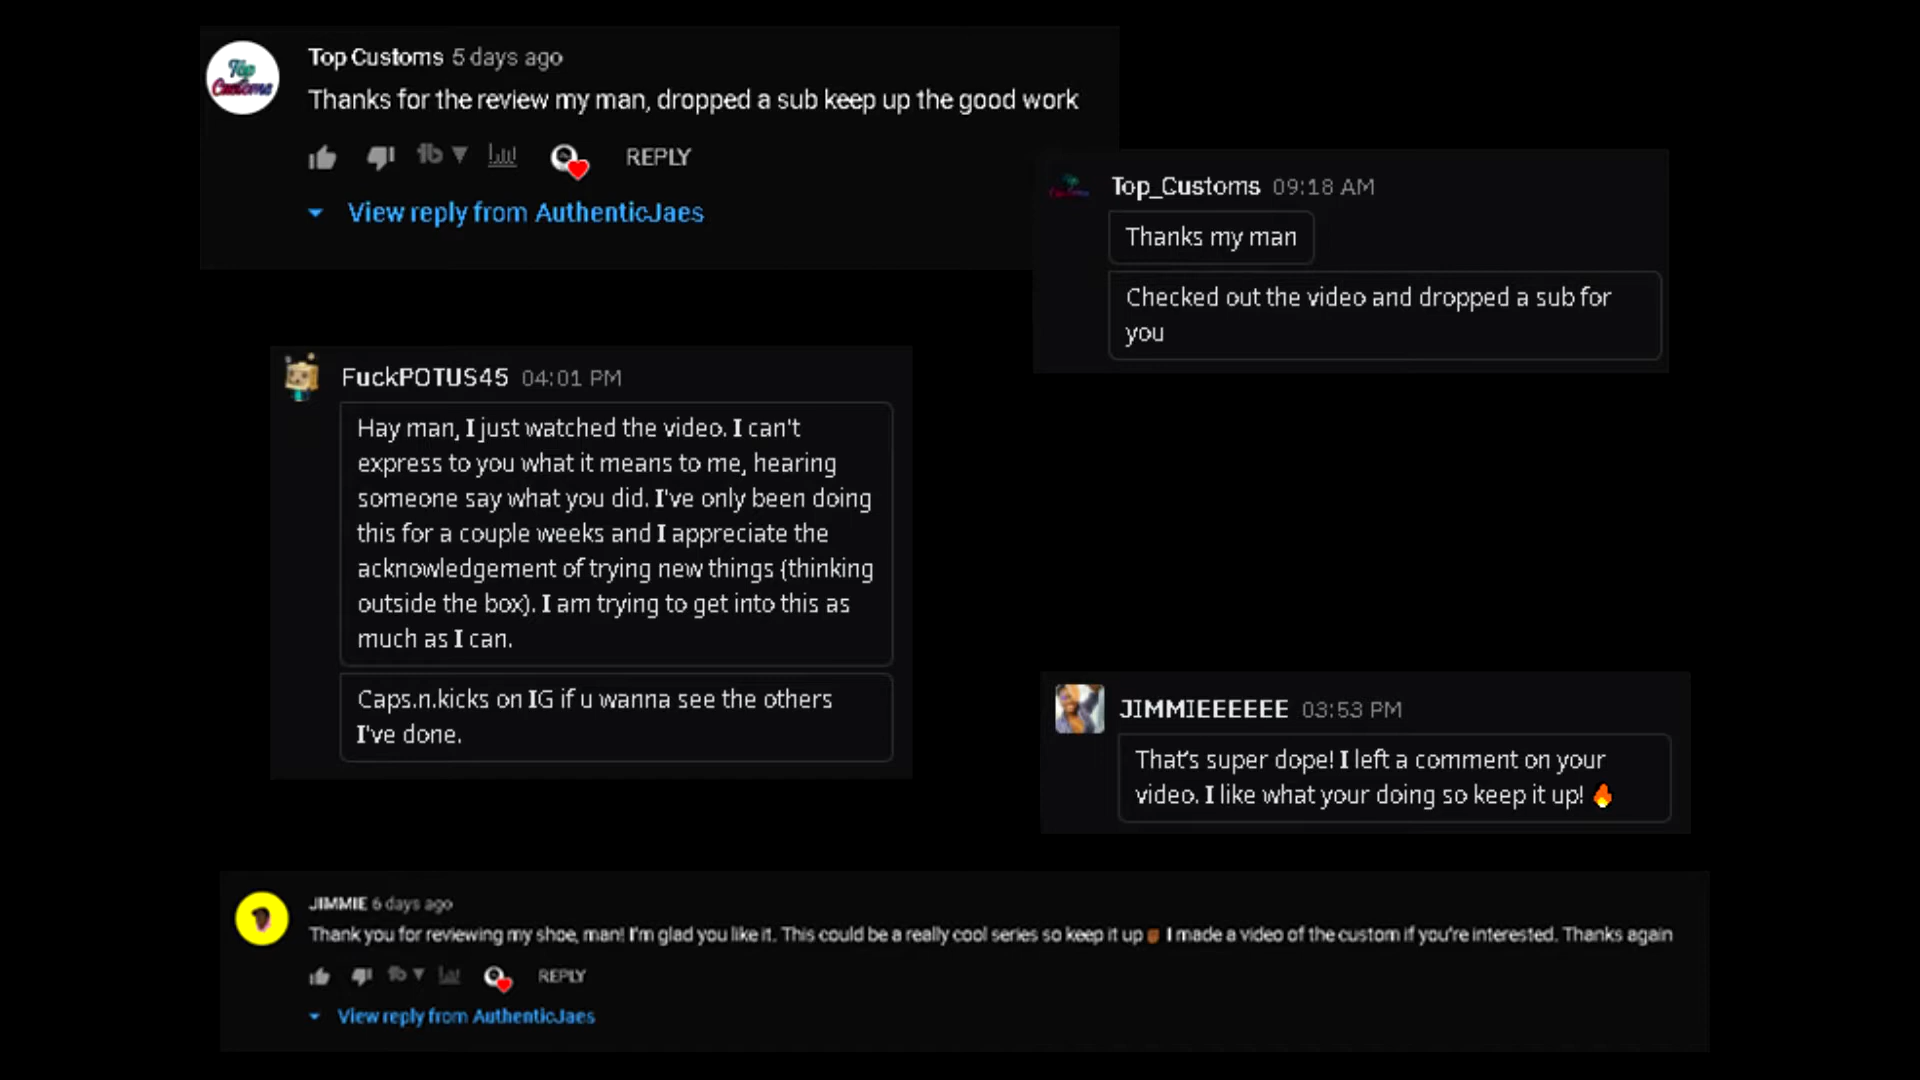 Top Customs
Top Customs 5 days ago
Thanks for the review my man, dropped a sub keep up the good work
REPLY
View reply from AuthenticJaes
Top_Customs 09:18 AM
Thanks my man
Checked out the video and dropped a sub for
you
FuckPOTUS45 04:01 PM
Hay man, I just watched the video. I can't
express to you what it means to me, hearing
someone say what you did. I've only been doing
this for a couple weeks and I appreciate the
acknowledgement of trying new things (thinking
outside the box). I am trying to get into this as
much as I can.
Caps.n.kicks on IG if u wanna see the others
I've done.
JIMMIEEEEEE 03:53 PM
That's super dope! I left a comment on your
video. I like what your doing so keep it up! 🔥
JIMMIE 6 days ago
Thank you for reviewing my shoe, man! I'm glad you like it. This could be a really cool series so keep it up I made a video of the custom if you're interested. Thanks again
REPLY
View reply from AuthenticJaes